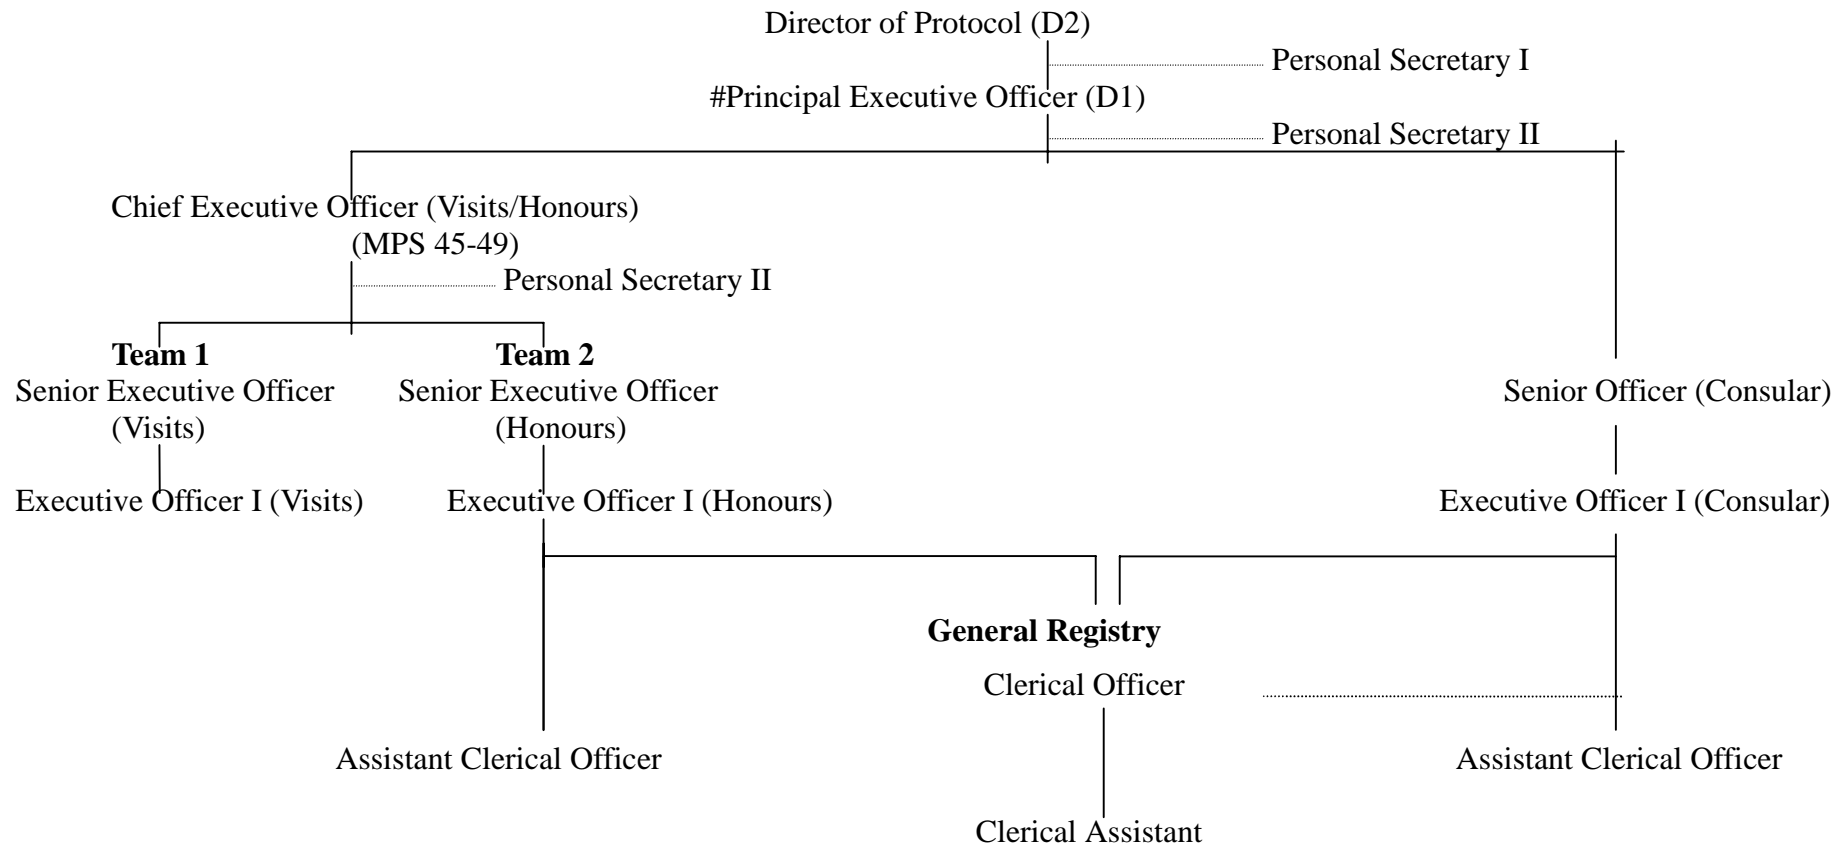 Director of Protocol (D2)
Personal Secretary I
#Principal Executive Officer (D1)
Personal Secretary II
Chief Executive Officer (Visits/Honours)
(MPS 45-49)
Personal Secretary II
Team 1
Team 2
Senior Executive Officer
Senior Executive Officer
Senior Officer (Consular)
(Visits)
(Honours)
Executive Officer I (Visits)
Executive Officer I (Honours)
Executive Officer I (Consular)
General Registry
Clerical Officer
Assistant Clerical Officer
Assistant Clerical Officer
Clerical Assistant